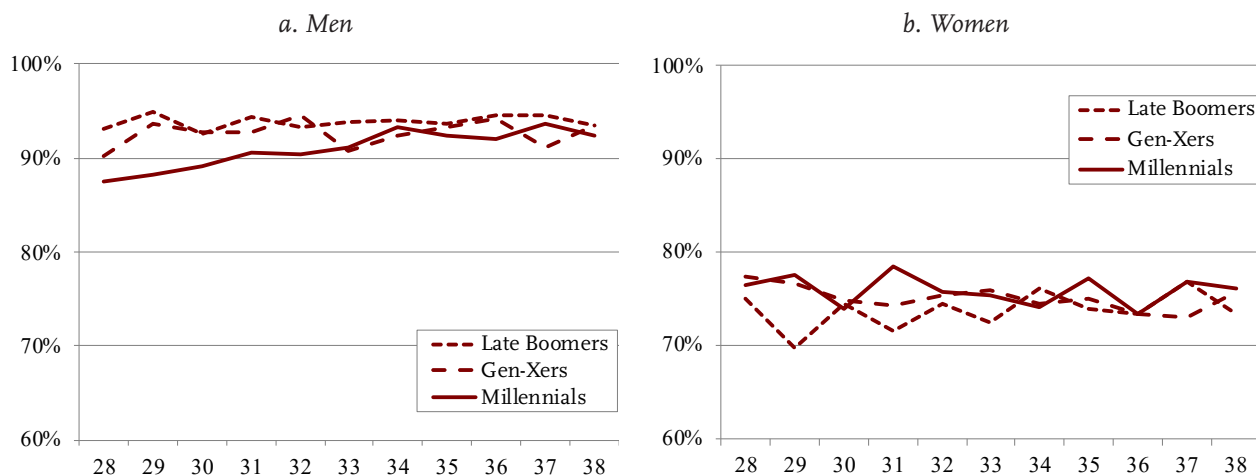 a. Men
100%
90%
80%
70%
60%
Late Boomers
Gen-Xers
Millennials
28 29 30 31 32 33 34 35 36 37 38
b. Women
100%
90%
80%
70%
60%
Late Boomers
Gen-Xers
Millennials
28 29 30 31 32 33 34 35 36 37 38